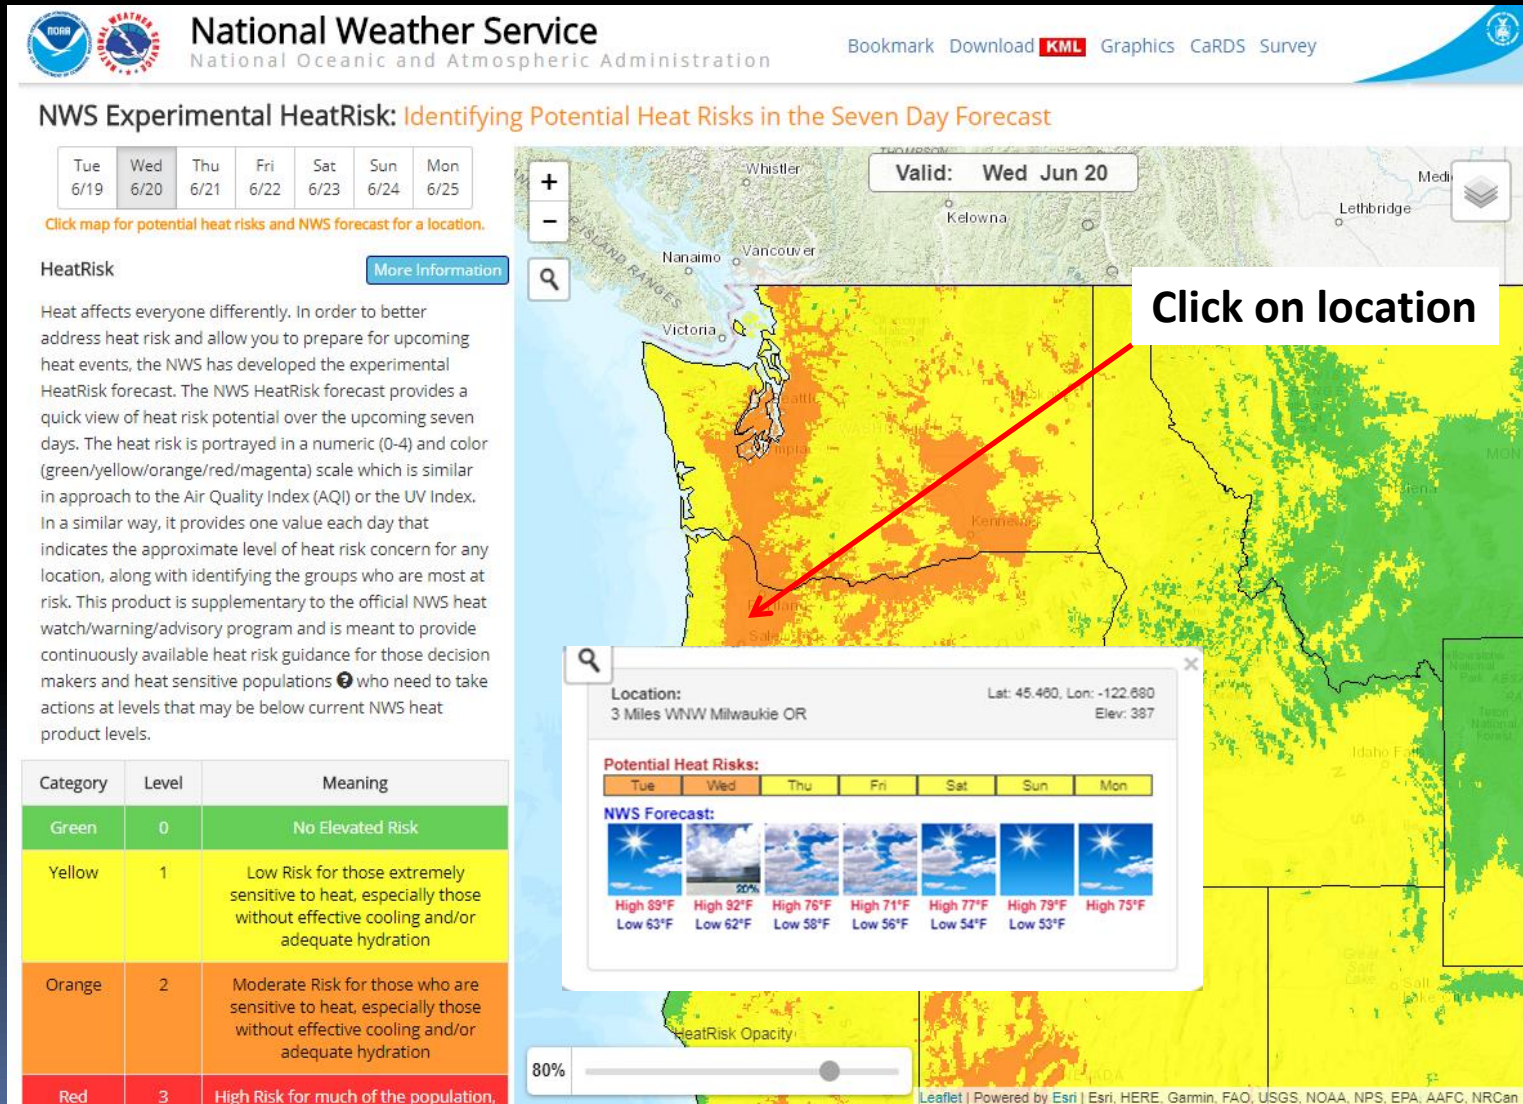 National Weather Service
National Oceanic and Atmospheric Administration
Bookmark Download KML Graphics CaRDS Survey
NWS Experimental HeatRisk: Identifying Potential Heat Risks in the Seven Day Forecast
Tue Wed Thu Fri Sat Sun Mon
6/19 6/20 6/21 6/22 6/23 6/24 6/25
Click map for potential heat risks and NWS forecast for a location.
HeatRisk
More Information
Heat affects everyone differently. In order to better
address heat risk and allow you to prepare for upcoming
heat events, the NWS has developed the experimental
HeatRisk forecast. The NWS HeatRisk forecast provides a
quick view of heat risk potential over the upcoming seven
days. The heat risk is portrayed in a numeric (0-4) and color
(green/yellow/orange/red/magenta) scale which is similar
in approach to the Air Quality Index (AQI) or the UV Index.
In a similar way, it provides one value each day that
indicates the approximate level of heat risk concern for any
location, along with identifying the groups who are most at
risk. This product is supplementary to the official NWS heat
watch/warning/advisory program and is meant to provide
continuously available heat risk guidance for those decision
makers and heat sensitive populations ? who need to take
actions at levels that may be below current NWS heat
product levels.
Category Level Meaning
Green 0 No Elevated Risk
Yellow 1 Low Risk for those extremely
sensitive to heat, especially those
without effective cooling and/or
adequate hydration
Orange 2 Moderate Risk for those who are
sensitive to heat, especially those
without effective cooling and/or
adequate hydration
Red 3 High Risk for much of the population,
+
−
Valid: Wed Jun 20
Whistler
Kelowna
Lethbridge
Medi
Nanaimo
Vancouver
ISLAND RANGES
Victoria
Click on location
Seattle
Kennewick
Helena
Portland
Salem
Idaho Falls
Location:
3 Miles WNW Milwaukie OR
Lat: 45.460, Lon: -122.680
Elev: 387
×
Potential Heat Risks:
Tue Wed Thu Fri Sat Sun Mon
NWS Forecast:
20%
High 89°F High 92°F High 76°F High 71°F High 77°F High 79°F High 75°F
Low 63°F Low 62°F Low 58°F Low 56°F Low 54°F Low 53°F
Great
Salt
Lake
Salt
Lake City
NEVADA
HeatRisk Opacity
80%
Leaflet | Powered by Esri | Esri, HERE, Garmin, FAO, USGS, NOAA, NPS, EPA, AAFC, NRCan